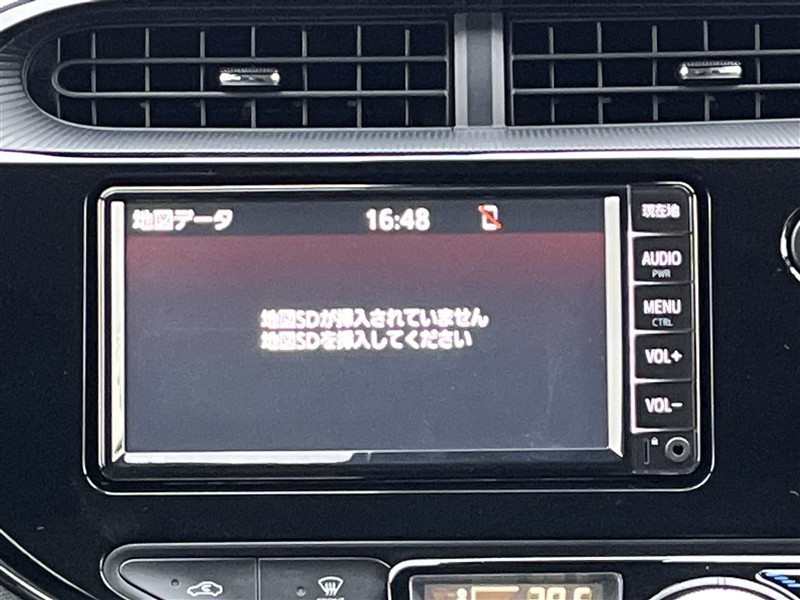 地図データ 16:48
地図SDが挿入されていません
地図SDを挿入してください
現在地
AUDIO
PWR
MENU
CTRL
VOL+
VOL-